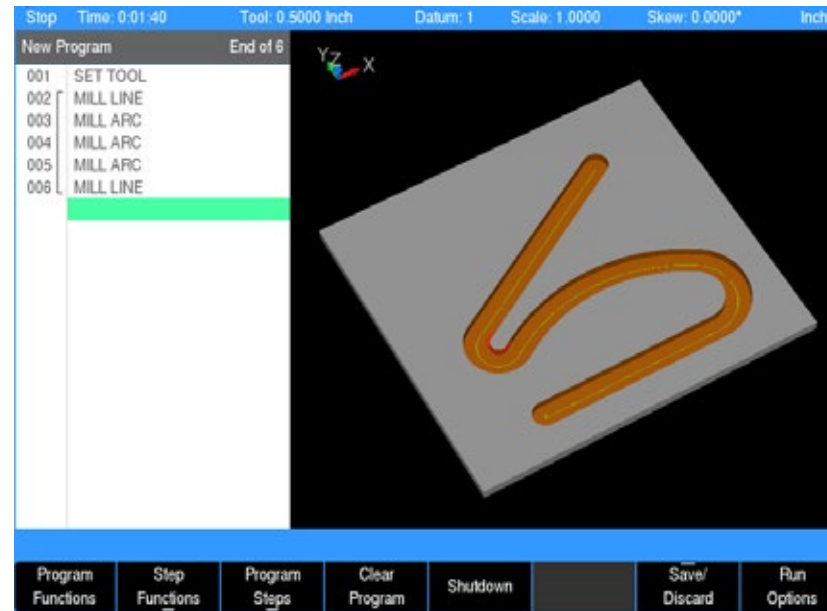 Stop Time: 0:01:40 Tool: 0.5000 Inch Datum: 1 Scale: 1.0000 Skew: 0.0000° Inch
New Program End of 6
001 SET TOOL
002 MILL LINE
003 MILL ARC
004 MILL ARC
005 MILL ARC
006 MILL LINE
Y Z X
Program Functions
Step Functions
Program Steps
Clear Program
Shutdown
Save/ Discard
Run Options